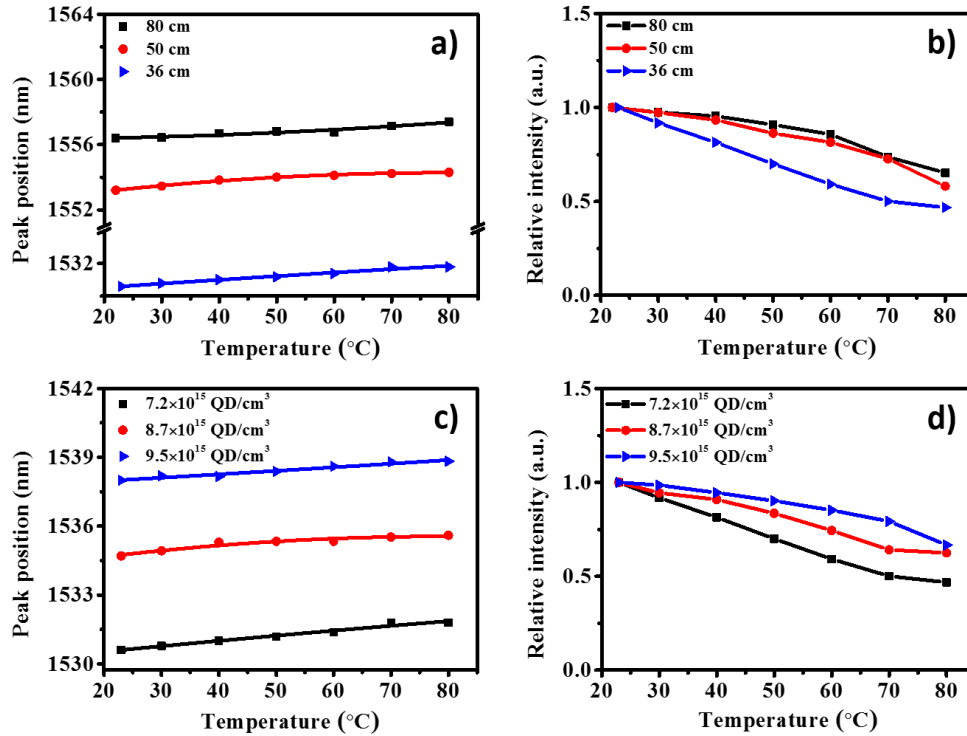 a)
80 cm
50 cm
36 cm
Peak position (nm)
1564
1560
1556
1552
1532
20 30 40 50 60 70 80
Temperature (°C)
b)
80 cm
50 cm
36 cm
Relative intensity (a.u.)
1.5
1.0
0.5
0.0
20 30 40 50 60 70 80
Temperature (°C)
c)
7.2×10¹⁵ QD/cm³
8.7×10¹⁵ QD/cm³
9.5×10¹⁵ QD/cm³
Peak position (nm)
1542
1539
1536
1533
1530
20 30 40 50 60 70 80
Temperature (°C)
d)
7.2×10¹⁵ QD/cm³
8.7×10¹⁵ QD/cm³
9.5×10¹⁵ QD/cm³
Relative intensity (a.u.)
1.5
1.0
0.5
0.0
20 30 40 50 60 70 80
Temperature (°C)